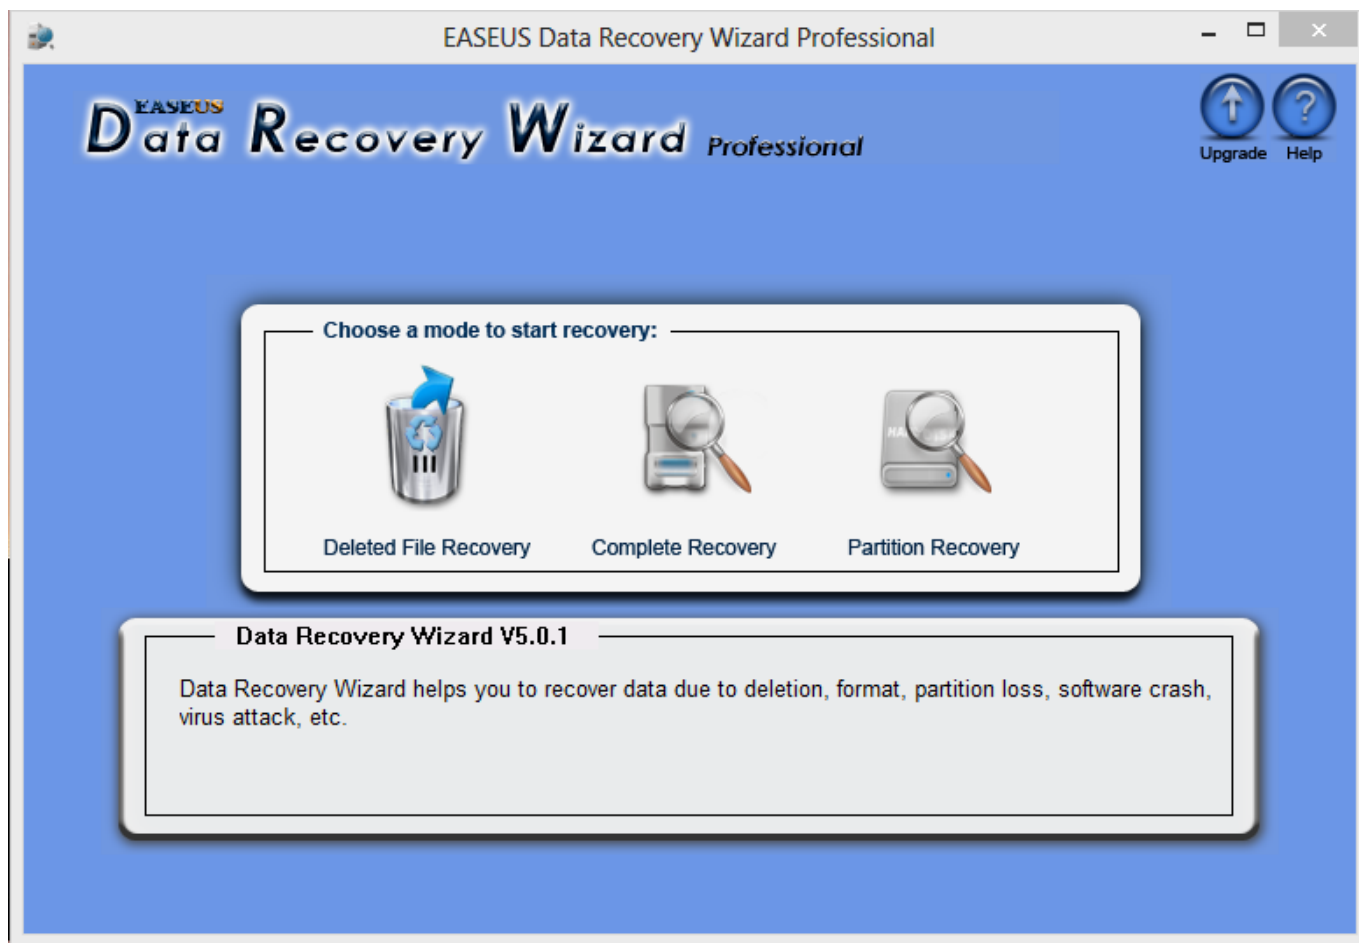 EASEUS Data Recovery Wizard Professional
EASEUS
Data Recovery Wizard Professional
Upgrade Help
Choose a mode to start recovery:
Deleted File Recovery Complete Recovery Partition Recovery
Data Recovery Wizard V5.0.1
Data Recovery Wizard helps you to recover data due to deletion, format, partition loss, software crash,
virus attack, etc.